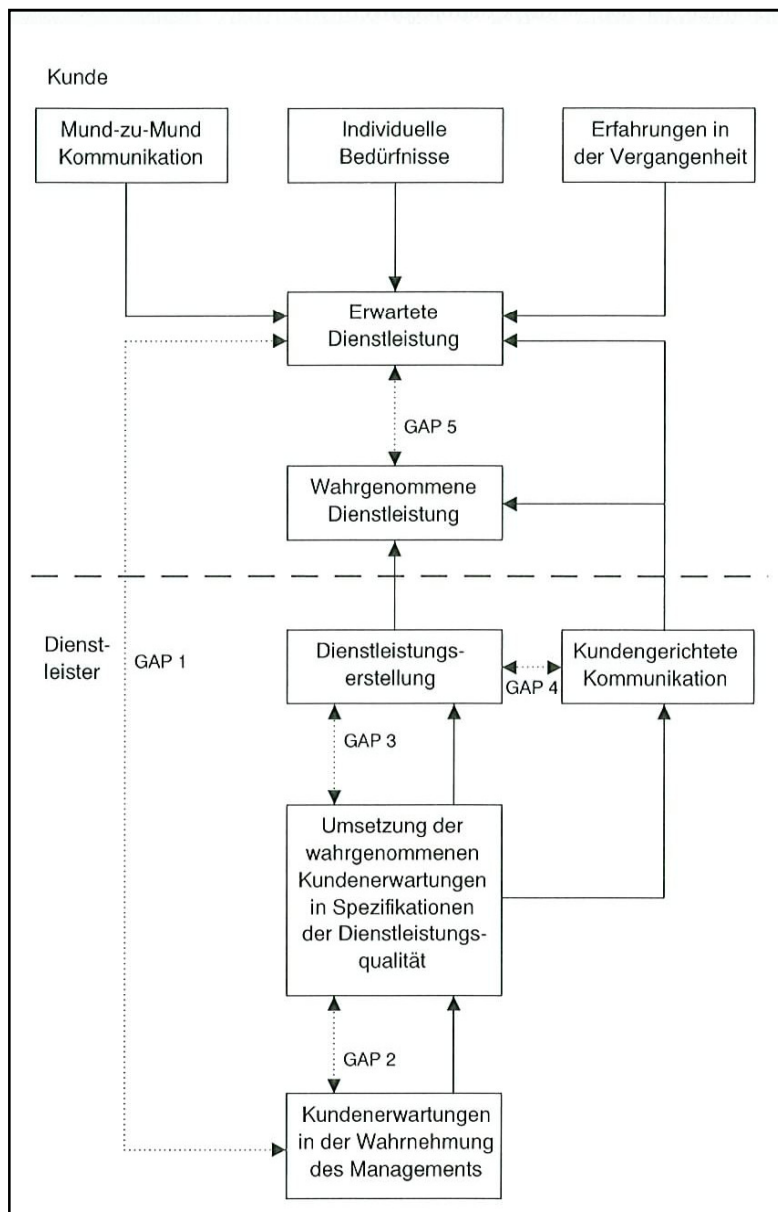 Kunde
Mund-zu-Mund
Kommunikation
Individuelle
Bedürfnisse
Erfahrungen in
der Vergangenheit
Erwartete
Dienstleistung
GAP 5
Wahrgenommene
Dienstleistung
Dienst-
leister
GAP 1
Dienstleistungs-
erstellung
GAP 4
Kundengerichtete
Kommunikation
GAP 3
Umsetzung der
wahrgenommenen
Kundenerwartungen
in Spezifikationen
der Dienstleistungs-
qualität
GAP 2
Kundenerwartungen
in der Wahrnehmung
des Managements